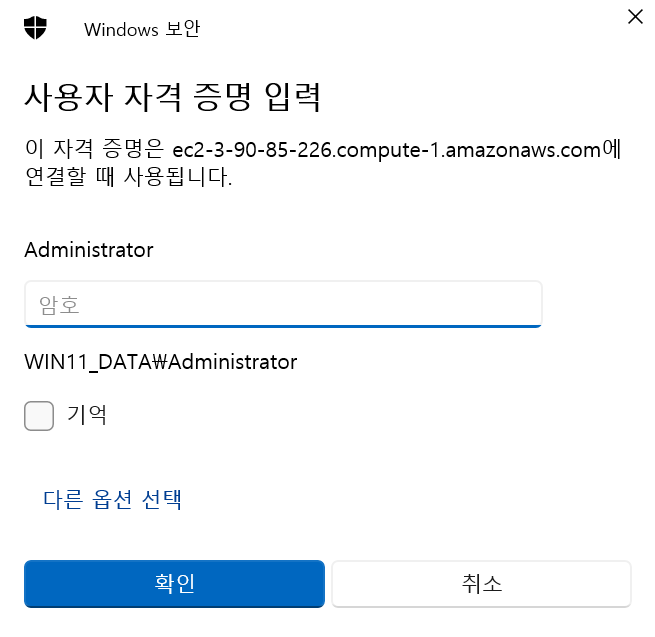 Windows 보안
사용자 자격 증명 입력
이 자격 증명은 ec2-3-90-85-226.compute-1.amazonaws.com에
연결할 때 사용됩니다.
Administrator
암호
WIN11_DATA₩Administrator
기억
다른 옵션 선택
확인
취소